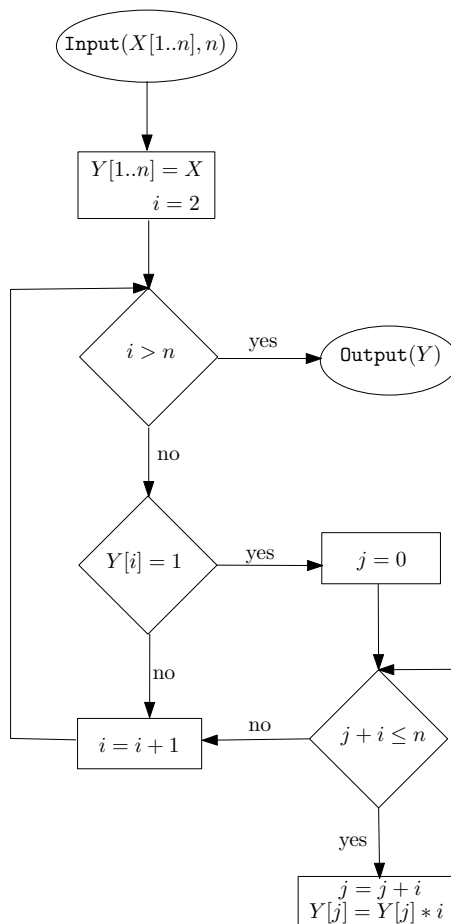 Input(X[1..n], n)
Y[1..n] = X
i = 2
i > n
yes
Output(Y)
no
Y[i] = 1
yes
j = 0
no
i = i + 1
no
j + i ≤ n
yes
j = j + i
Y[j] = Y[j] * i